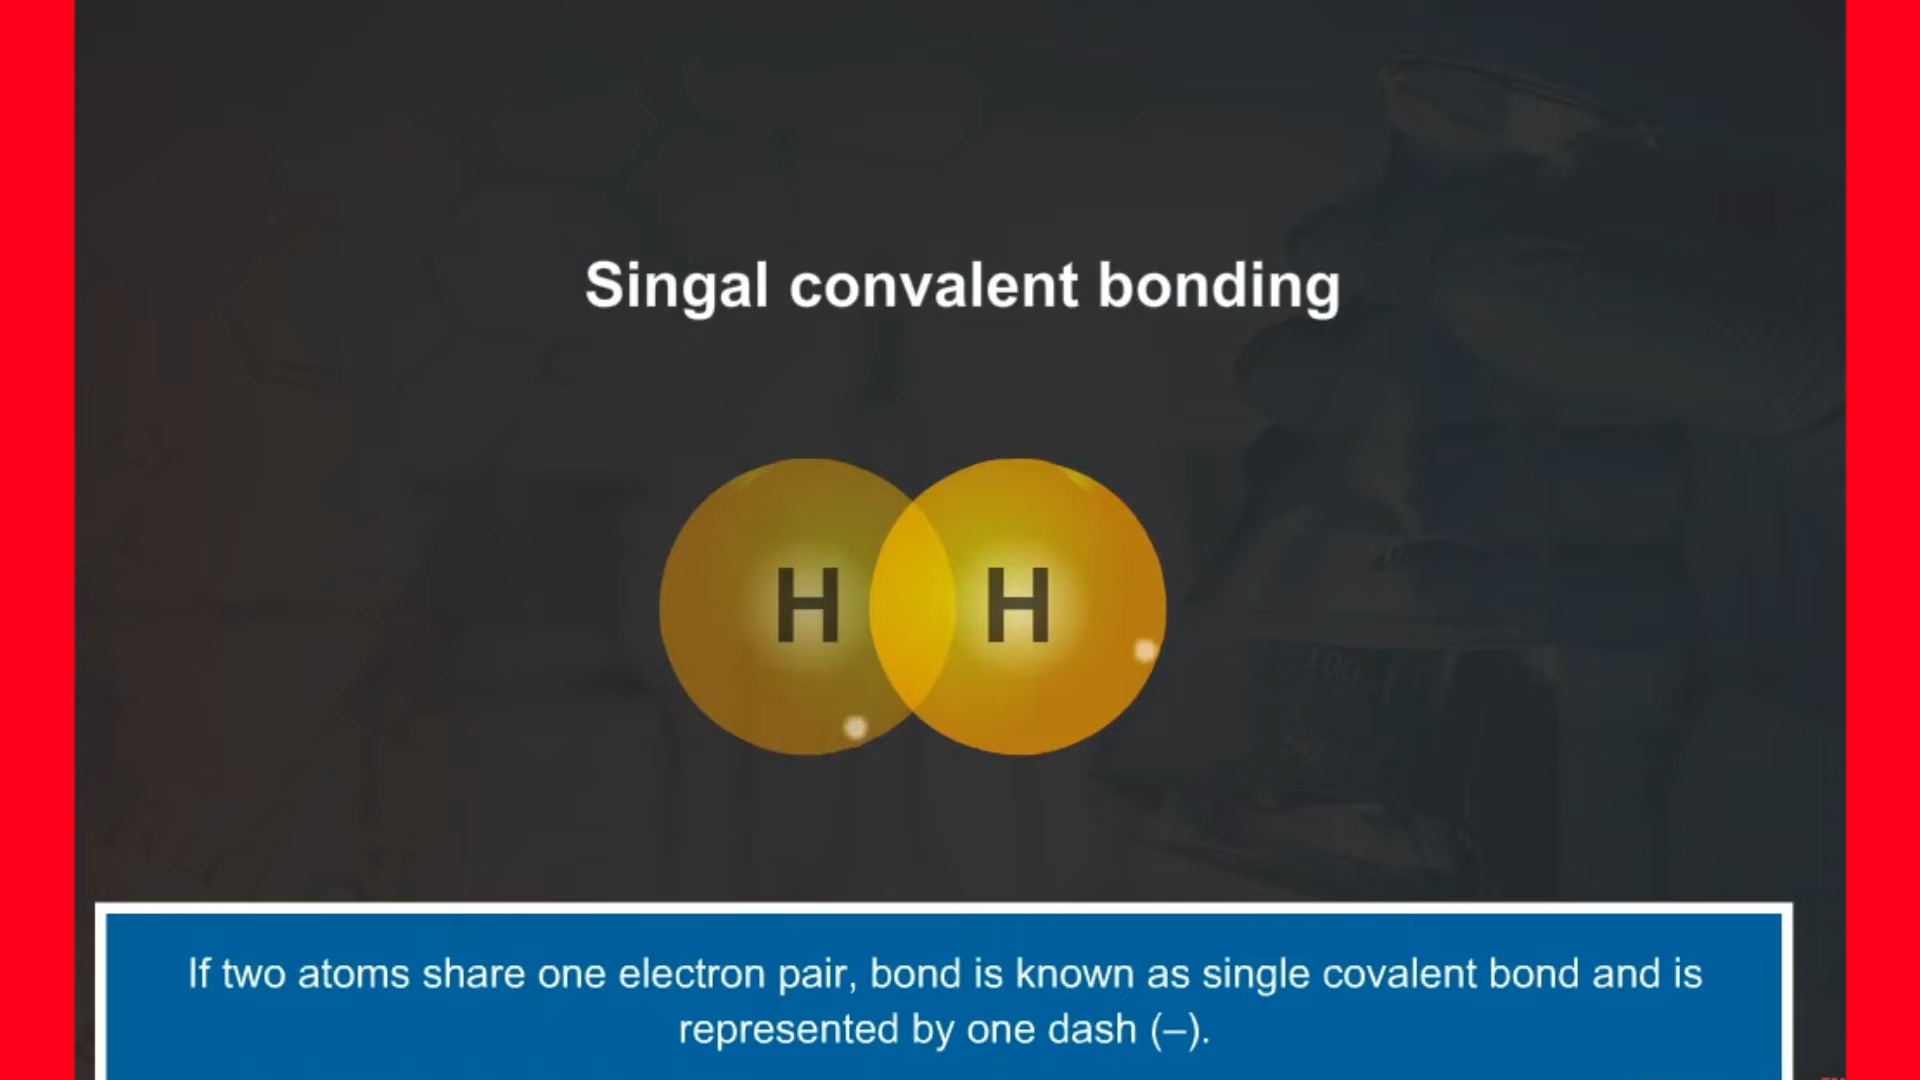 Singal convalent bonding
H H
If two atoms share one electron pair, bond is known as single covalent bond and is
represented by one dash (–).